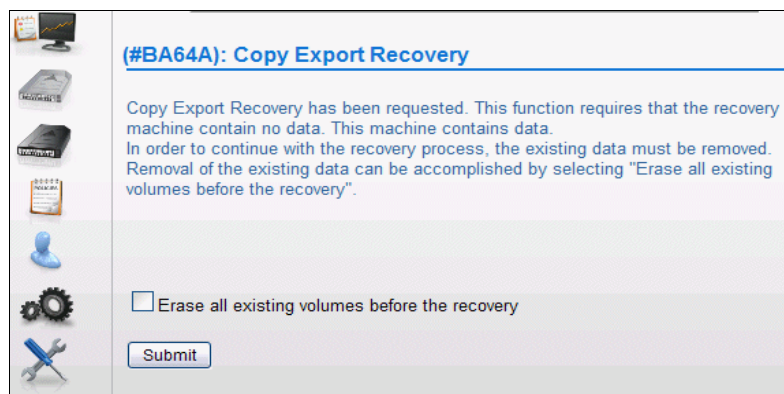 (#BA64A): Copy Export Recovery
Copy Export Recovery has been requested. This function requires that the recovery
machine contain no data. This machine contains data.
In order to continue with the recovery process, the existing data must be removed.
Removal of the existing data can be accomplished by selecting "Erase all existing
volumes before the recovery".
Erase all existing volumes before the recovery
Submit